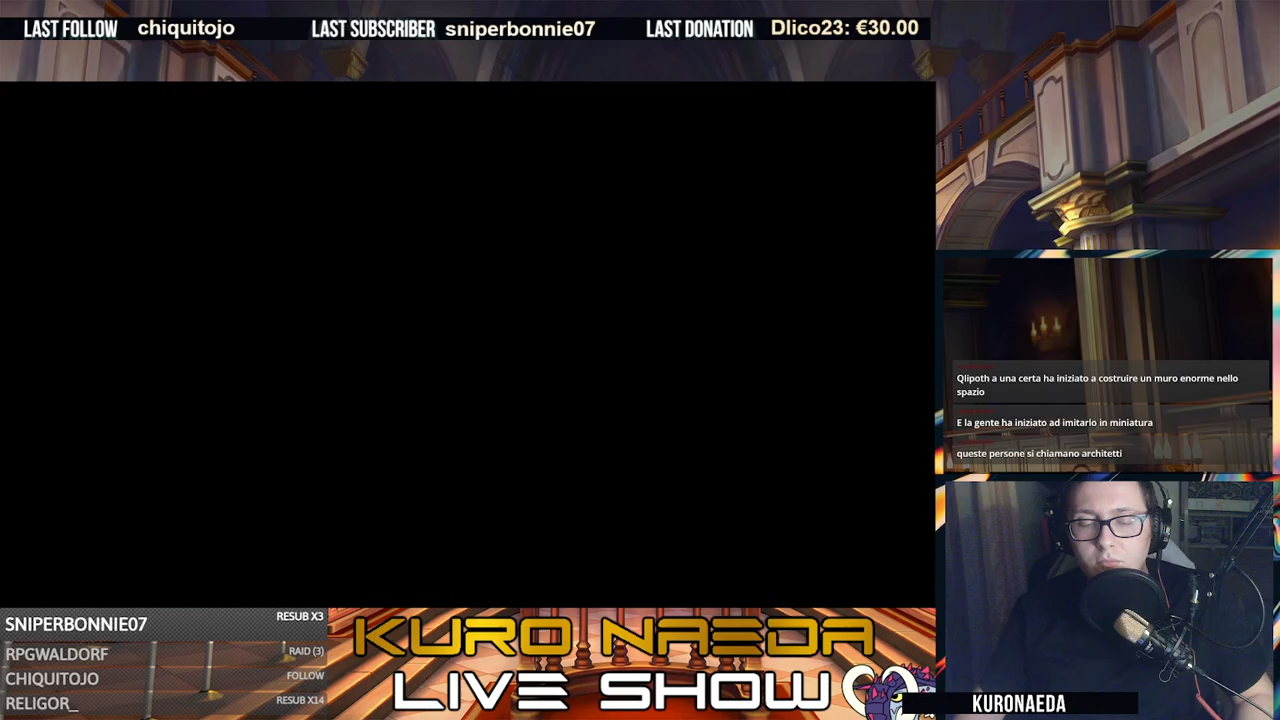 LAST FOLLOW chiquitojo LAST SUBSCRIBER sniperbonnie07 LAST DONATION Dlico23: €30.00
Qlipoth a una certa ha iniziato a costruire un muro enorme nello
spazio
E la gente ha iniziato ad imitarlo in miniatura
queste persone si chiamano architetti
SNIPERBONNIE07 RESUB X3
RPGWALDORF RAID (3)
CHIQUITOJO FOLLOW
RELIGOR_ RESUB X14
KURO NAEDA
LIVE SHOW
KURONAEDA